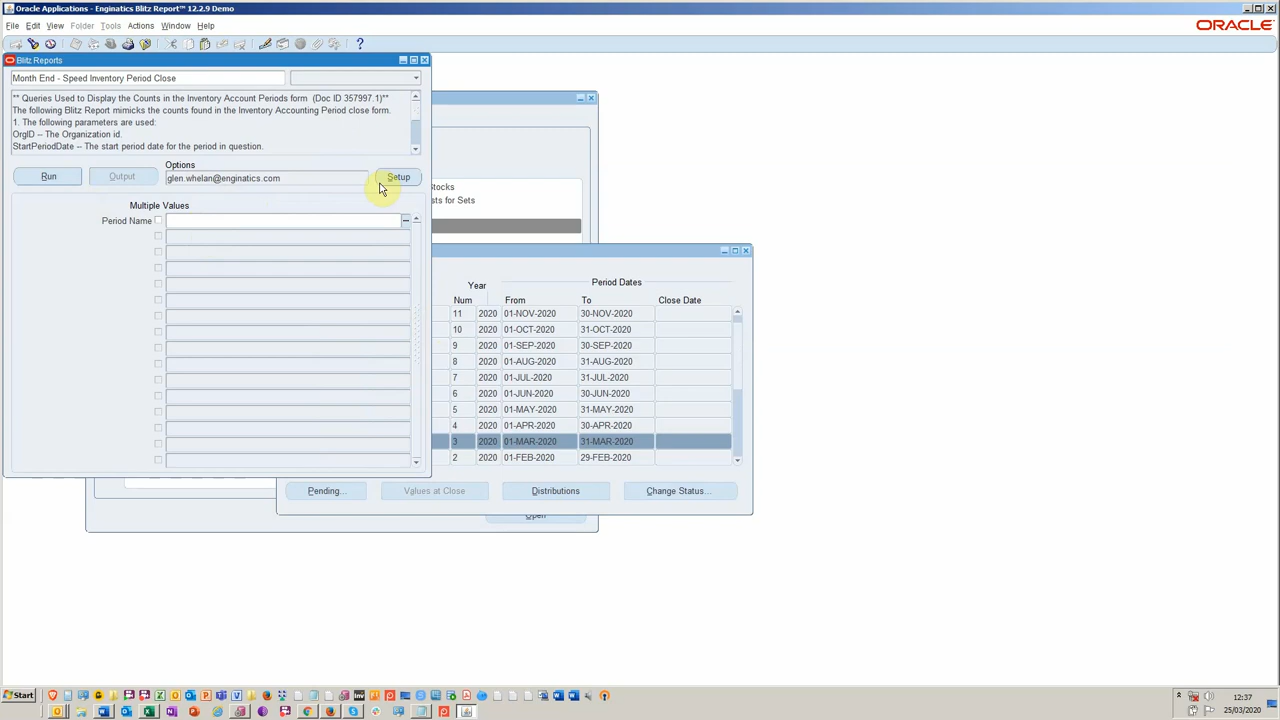 Oracle Applications - Enginatics Blitz Report™ 12.2.9 Demo
File Edit View Folder Tools Actions Window Help
ORACLE
Blitz Reports
Month End - Speed Inventory Period Close
** Queries Used to Display the Counts in the Inventory Account Periods form (Doc ID 357997.1)**
The following Blitz Report mimicks the counts found in the Inventory Accounting Period close form.
1. The following parameters are used:
OrgID -- The Organization id.
StartPeriodDate -- The start period date for the period in question.
Options
Run Output glen.whelan@enginatics.com Setup
Multiple Values
Period Name
Stocks
sts for Sets
Year Period Dates
Num From To Close Date
11 2020 01-NOV-2020 30-NOV-2020
10 2020 01-OCT-2020 31-OCT-2020
9 2020 01-SEP-2020 30-SEP-2020
8 2020 01-AUG-2020 31-AUG-2020
7 2020 01-JUL-2020 31-JUL-2020
6 2020 01-JUN-2020 30-JUN-2020
5 2020 01-MAY-2020 31-MAY-2020
4 2020 01-APR-2020 30-APR-2020
3 2020 01-MAR-2020 31-MAR-2020
2 2020 01-FEB-2020 29-FEB-2020
Pending... Values at Close Distributions Change Status...
Open
Start
12:37
25/03/2020